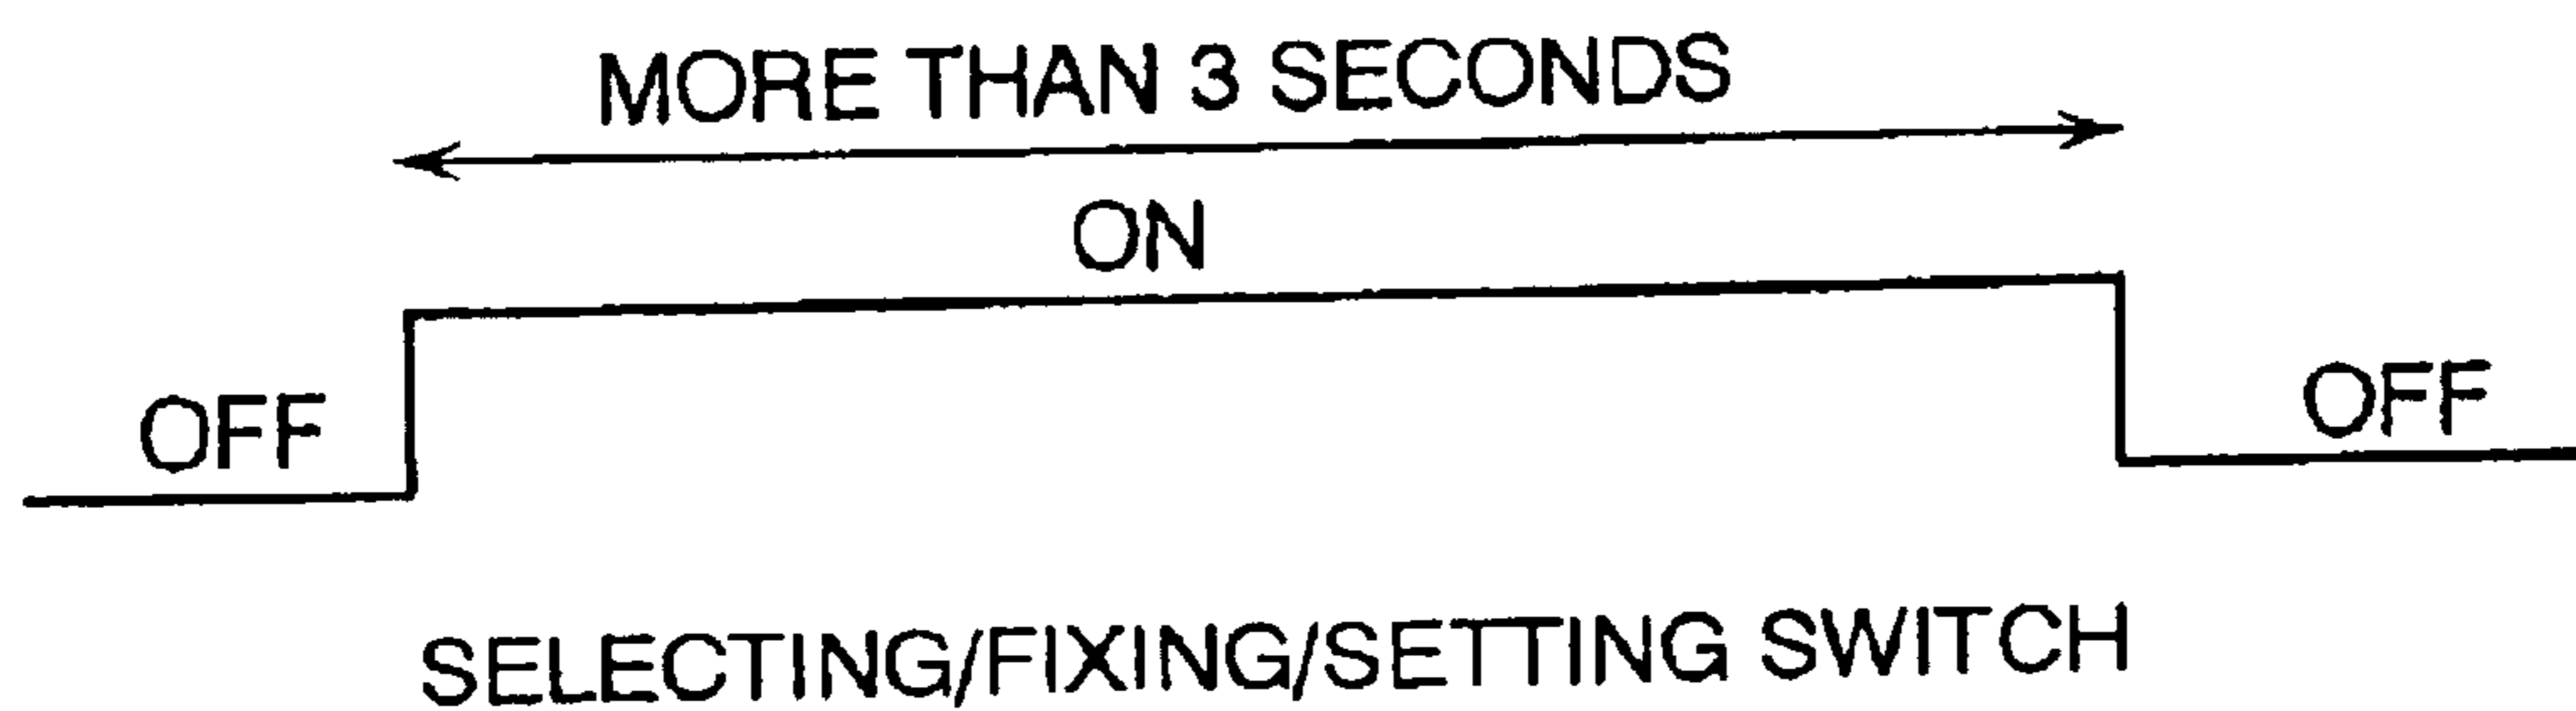 MORE THAN 3 SECONDS
ON
OFF
OFF
SELECTING/FIXING/SETTING SWITCH